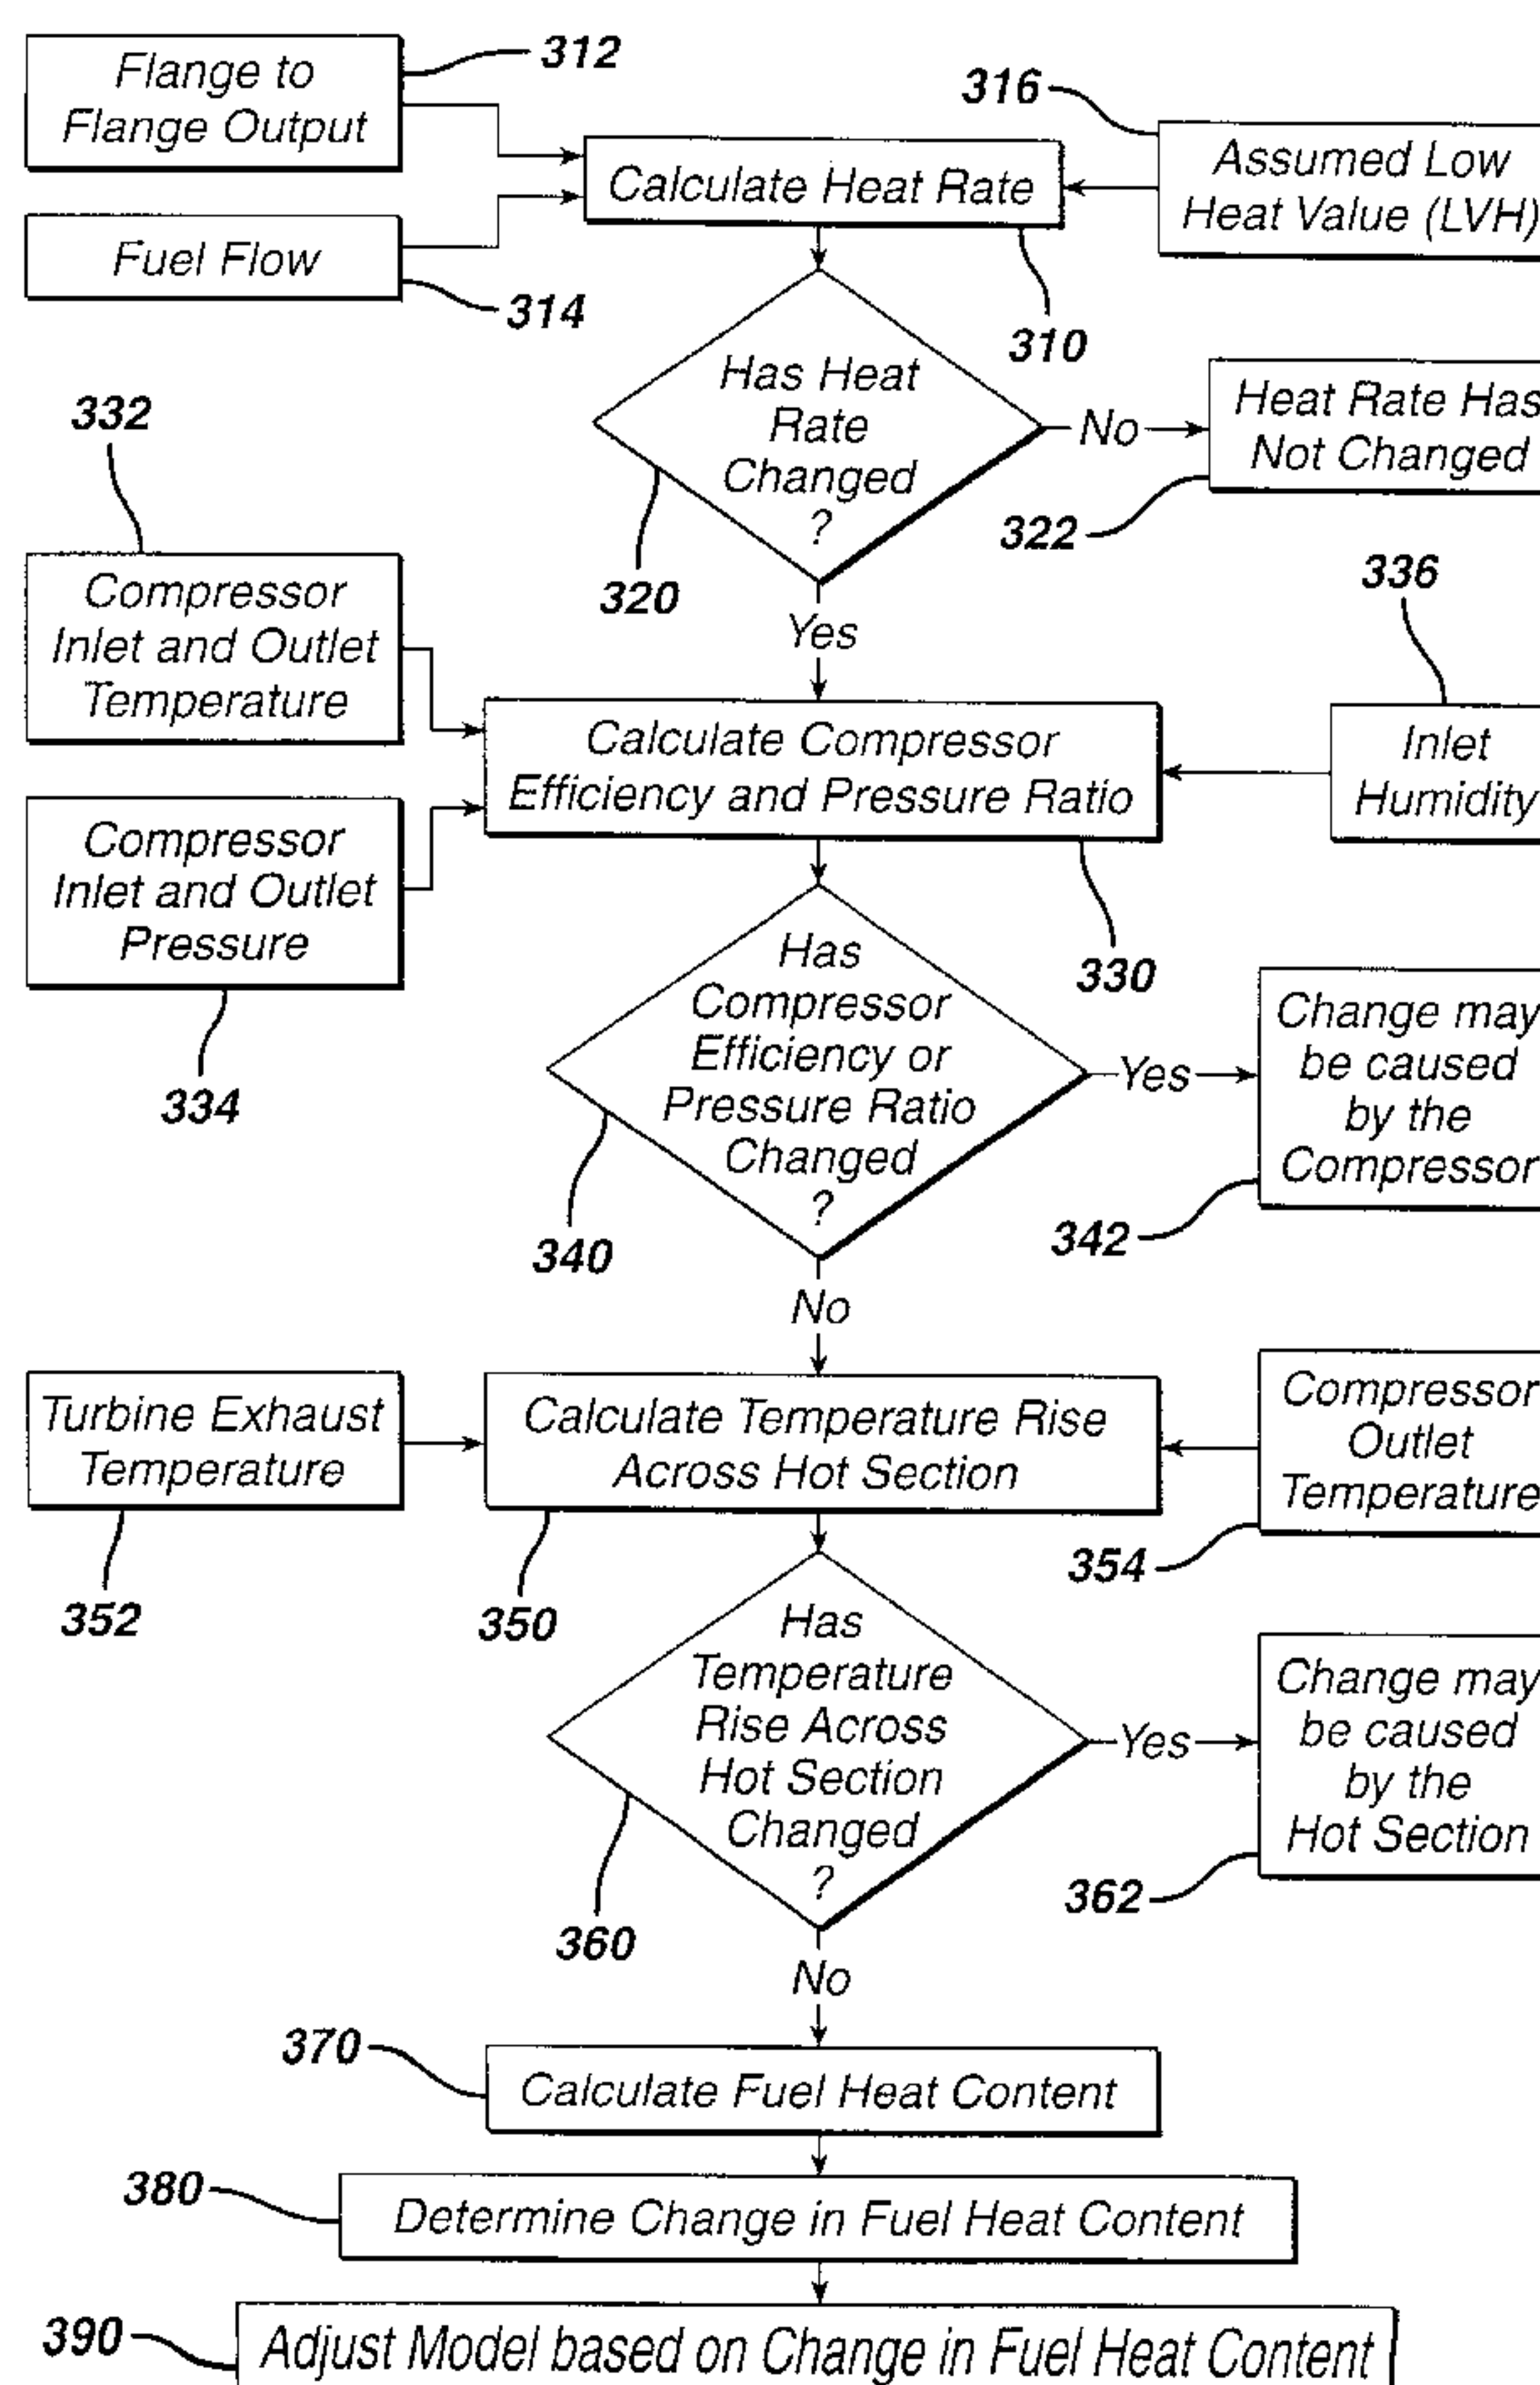 312
Flange to
Flange Output
316
Assumed Low
Heat Value (LVH)
Calculate Heat Rate
Fuel Flow
314
310
Has Heat
Rate
Changed
?
No
Heat Rate Has
Not Changed
322
332
320
Yes
336
Compressor
Inlet and Outlet
Temperature
Calculate Compressor
Efficiency and Pressure Ratio
Inlet
Humidity
Compressor
Inlet and Outlet
Pressure
334
330
Has
Compressor
Efficiency or
Pressure Ratio
Changed
?
Yes
Change may
be caused
by the
Compressor
342
340
No
Turbine Exhaust
Temperature
352
Calculate Temperature Rise
Across Hot Section
350
Compressor
Outlet
Temperature
354
Has
Temperature
Rise Across
Hot Section
Changed
?
Yes
Change may
be caused
by the
Hot Section
362
360
No
370
Calculate Fuel Heat Content
380
Determine Change in Fuel Heat Content
390
Adjust Model based on Change in Fuel Heat Content